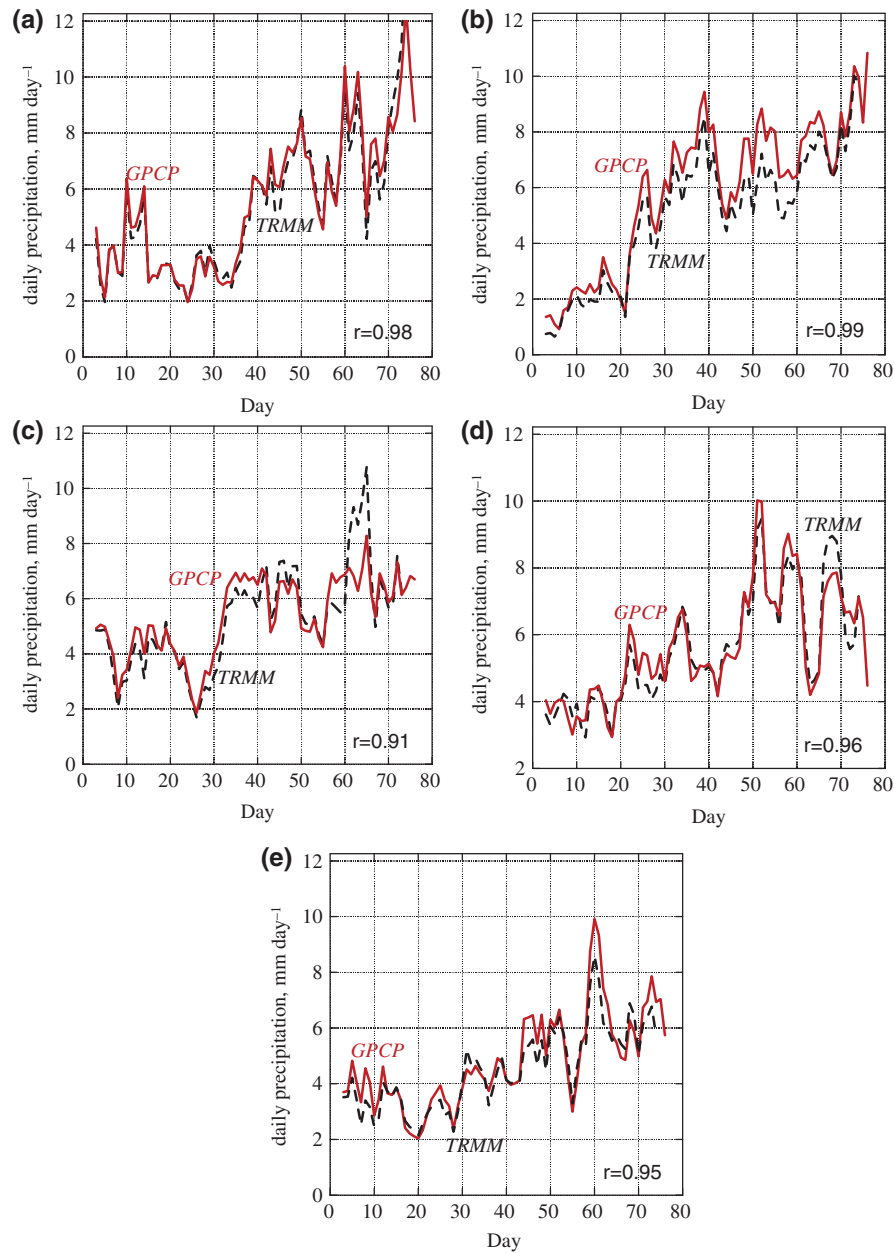 (a)
12
10
8
6
4
2
0
daily precipitation, mm day⁻¹
GPCP
TRMM
r=0.98
0 10 20 30 40 50 60 70 80
Day
(b)
12
10
8
6
4
2
0
daily precipitation, mm day⁻¹
GPCP
TRMM
r=0.99
0 10 20 30 40 50 60 70 80
Day
(c)
12
10
8
6
4
2
0
daily precipitation, mm day⁻¹
GPCP
TRMM
r=0.91
0 10 20 30 40 50 60 70 80
Day
(d)
12
10
8
6
4
2
daily precipitation, mm day⁻¹
TRMM
GPCP
r=0.96
0 10 20 30 40 50 60 70 80
Day
(e)
12
10
8
6
4
2
0
daily precipitation, mm day⁻¹
GPCP
TRMM
r=0.95
0 10 20 30 40 50 60 70 80
Day